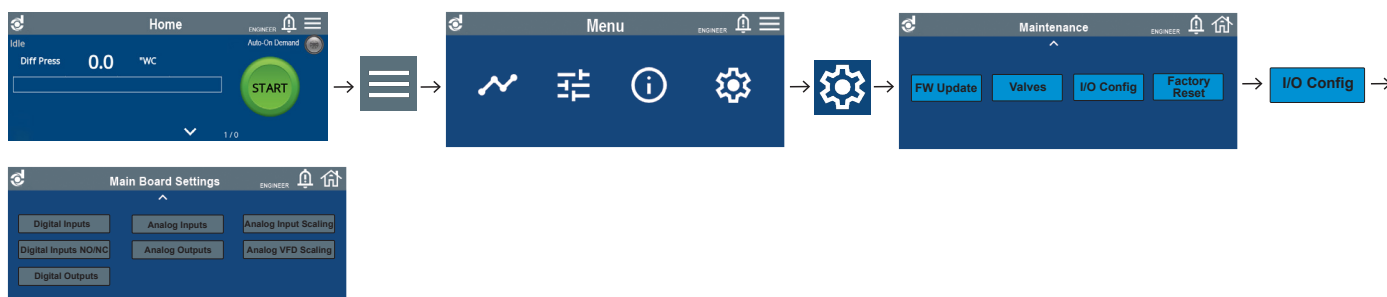 Home
ENGINEER
Idle
Auto-On Demand
Diff Press 0.0 "WC
START
1 / 0
Menu
ENGINEER
Maintenance
ENGINEER
FW Update
Valves
I/O Config
Factory
Reset
I/O Config
Main Board Settings
ENGINEER
Digital Inputs
Analog Inputs
Analog Input Scaling
Digital Inputs NO/NC
Analog Outputs
Analog VFD Scaling
Digital Outputs